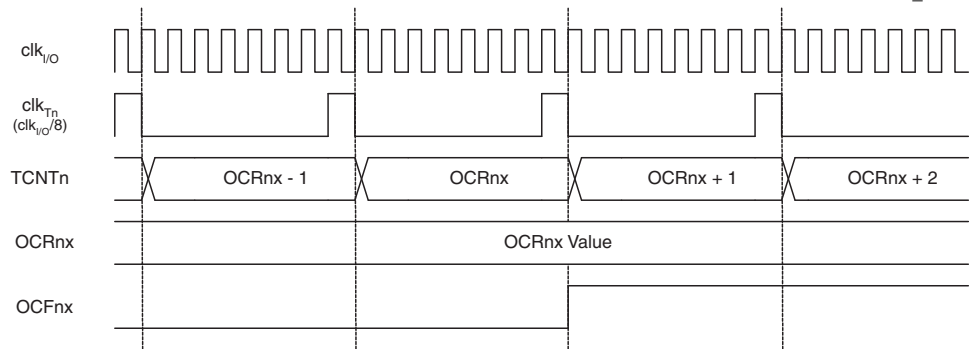 clkI/O
clkTn
(clkI/O/8)
TCNTn OCRnx - 1 OCRnx OCRnx + 1 OCRnx + 2
OCRnx OCRnx Value
OCFnx